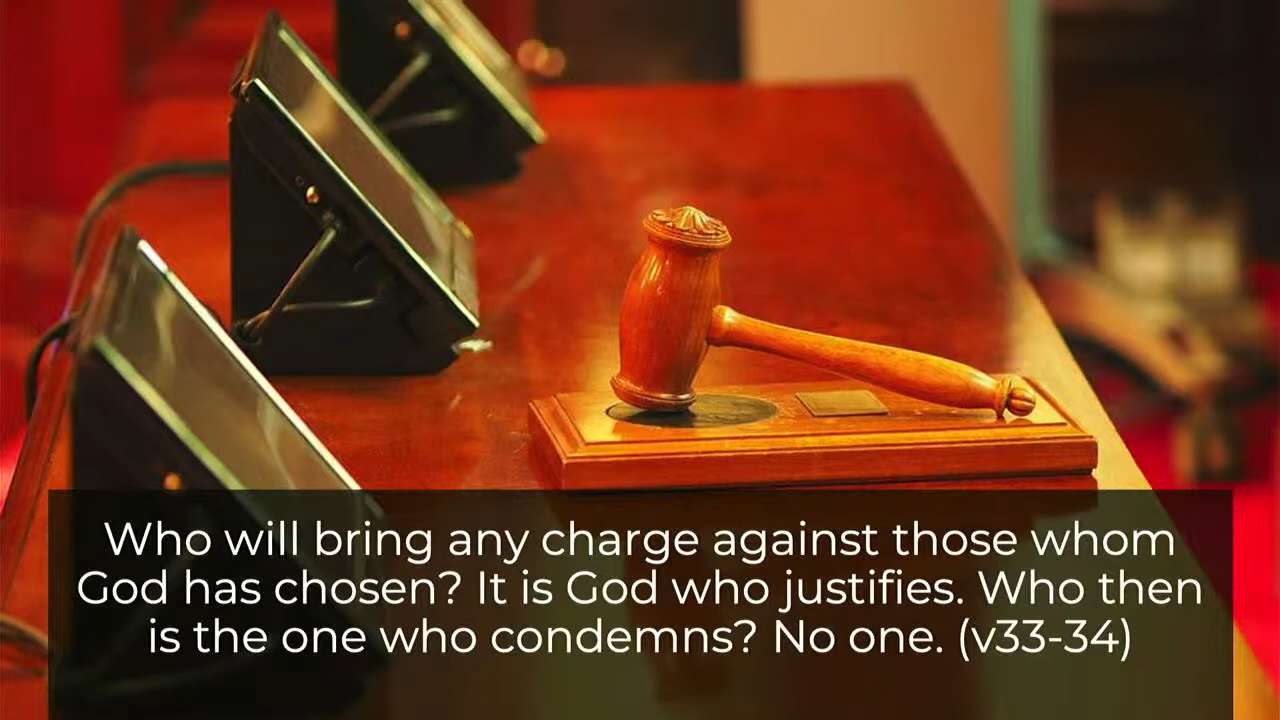 Who will bring any charge against those whom
God has chosen? It is God who justifies. Who then
is the one who condemns? No one. (v33-34)